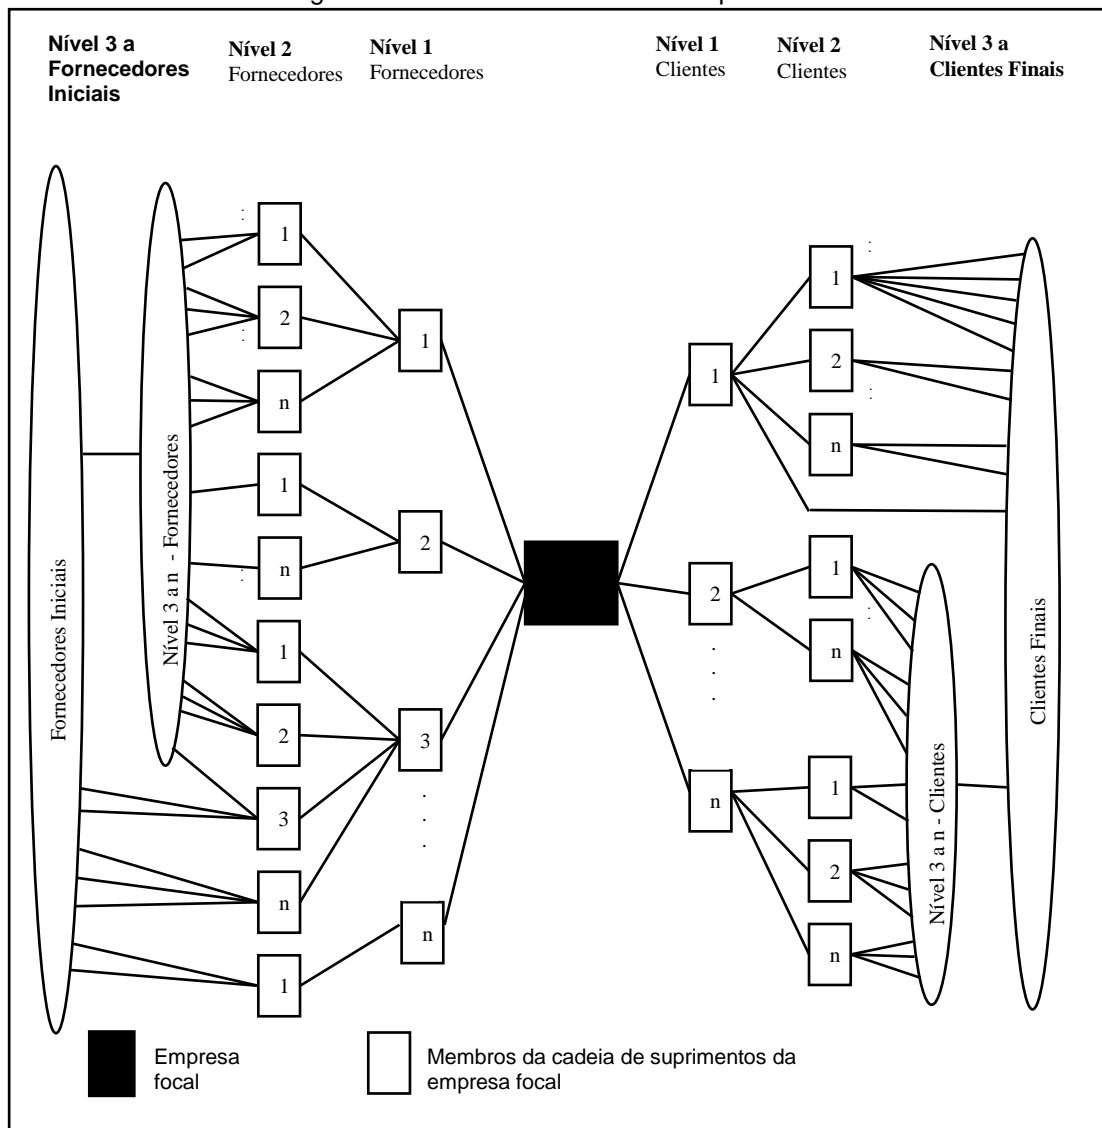 Nível 3 a
Fornecedores
Iniciais
Nível 2
Fornecedores
Nível 1
Fornecedores
Nível 1
Clientes
Nível 2
Clientes
Nível 3 a
Clientes Finais
Fornecedores Iniciais
Nível 3 a n - Fornecedores
1
2
n
1
n
1
2
3
n
1
1
2
3
n
1
2
n
1
2
n
1
n
1
2
n
Nível 3 a n - Clientes
Clientes Finais
Empresa
focal
Membros da cadeia de suprimentos da
empresa focal